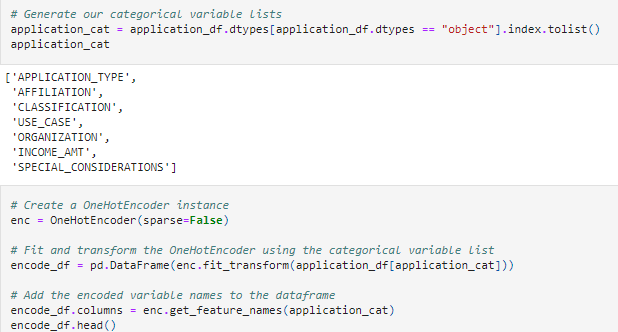 # Generate our categorical variable lists
application_cat = application_df.dtypes[application_df.dtypes == "object"].index.tolist()
application_cat
['APPLICATION_TYPE',
'AFFILIATION',
'CLASSIFICATION',
'USE_CASE',
'ORGANIZATION',
'INCOME_AMT',
'SPECIAL_CONSIDERATIONS']
# Create a OneHotEncoder instance
enc = OneHotEncoder(sparse=False)
# Fit and transform the OneHotEncoder using the categorical variable list
encode_df = pd.DataFrame(enc.fit_transform(application_df[application_cat]))
# Add the encoded variable names to the dataframe
encode_df.columns = enc.get_feature_names(application_cat)
encode_df.head()